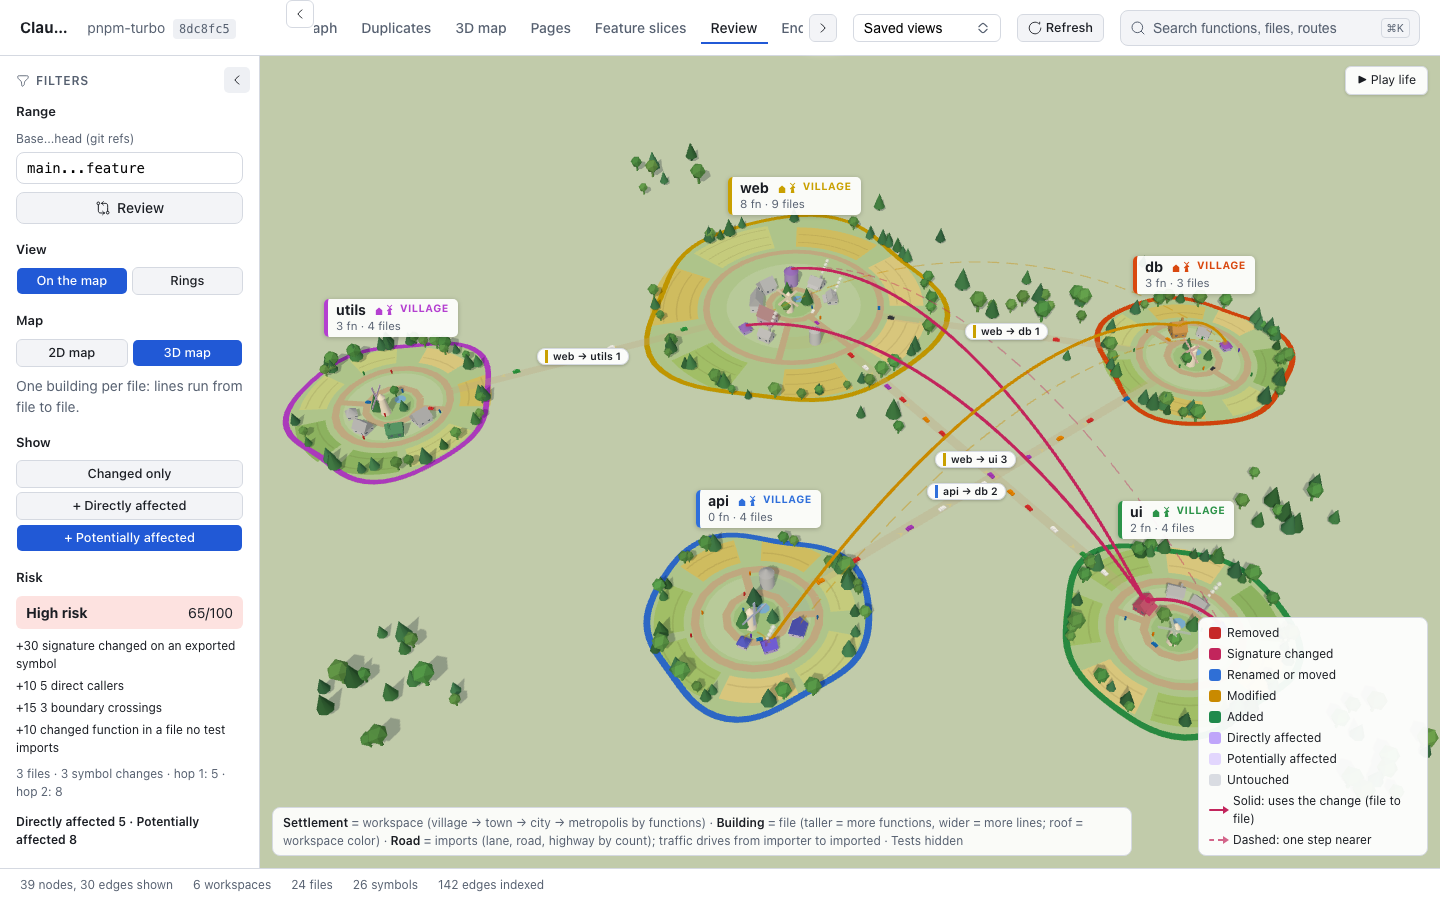 Clau...
pnpm-turbo
8dc8fc5
aph
Duplicates
3D map
Pages
Feature slices
Review
Enc
Saved views
Refresh
Search functions, files, routes
⌘K
FILTERS
Range
Base...head (git refs)
main...feature
Review
View
On the map
Rings
Map
2D map
3D map
One building per file: lines run from
file to file.
Show
Changed only
+ Directly affected
+ Potentially affected
Risk
High risk 65/100
+30 signature changed on an exported
symbol
+10 5 direct callers
+15 3 boundary crossings
+10 changed function in a file no test
imports
3 files · 3 symbol changes · hop 1: 5 ·
hop 2: 8
Directly affected 5 · Potentially
affected 8
Play life
web VILLAGE
8 fn · 9 files
db VILLAGE
3 fn · 3 files
utils VILLAGE
3 fn · 4 files
web → db 1
web → utils 1
web → ui 3
api → db 2
api VILLAGE
0 fn · 4 files
ui VILLAGE
2 fn · 4 files
Removed
Signature changed
Renamed or moved
Modified
Added
Directly affected
Potentially affected
Untouched
Solid: uses the change (file to
file)
Dashed: one step nearer
Settlement = workspace (village → town → city → metropolis by functions) · Building = file (taller = more functions, wider = more lines; roof =
workspace color) · Road = imports (lane, road, highway by count); traffic drives from importer to imported · Tests hidden
39 nodes, 30 edges shown
6 workspaces
24 files
26 symbols
142 edges indexed